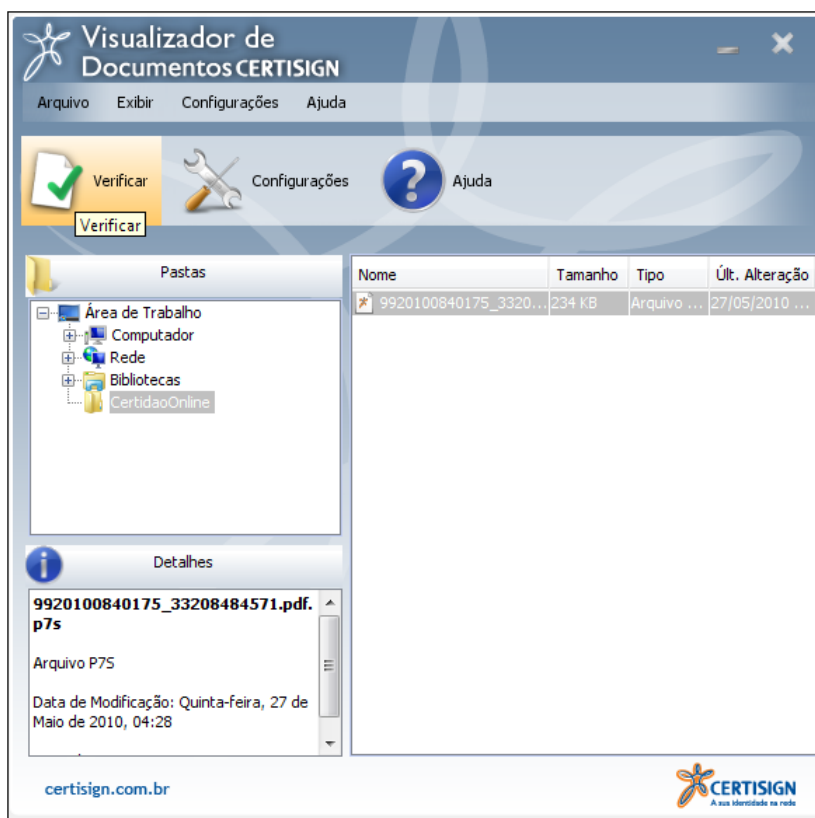 Visualizador de
Documentos CERTISIGN
Arquivo Exibir Configurações Ajuda
Verificar Configurações Ajuda
Verificar
Pastas
Área de Trabalho
Computador
Rede
Bibliotecas
CertidaoOnline
Nome Tamanho Tipo Últ. Alteração
9920100840175_3320... 234 KB Arquivo ... 27/05/2010 ...
Detalhes
9920100840175_33208484571.pdf.
p7s
Arquivo P7S
Data de Modificação: Quinta-feira, 27 de
Maio de 2010, 04:28
certisign.com.br
CERTISIGN
A sua identidade na rede